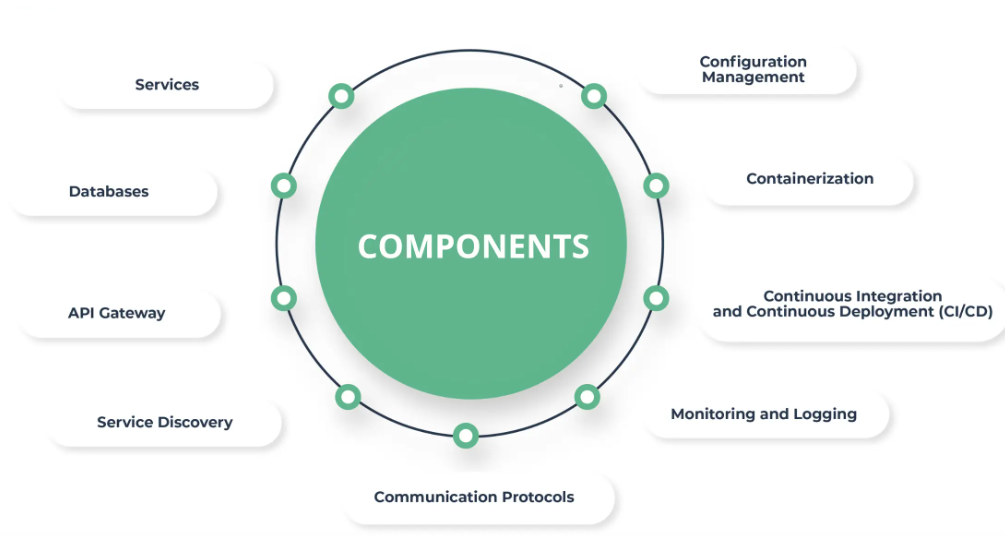 Services
Configuration
Management
Databases
Containerization
COMPONENTS
API Gateway
Continuous Integration
and Continuous Deployment (CI/CD)
Service Discovery
Monitoring and Logging
Communication Protocols